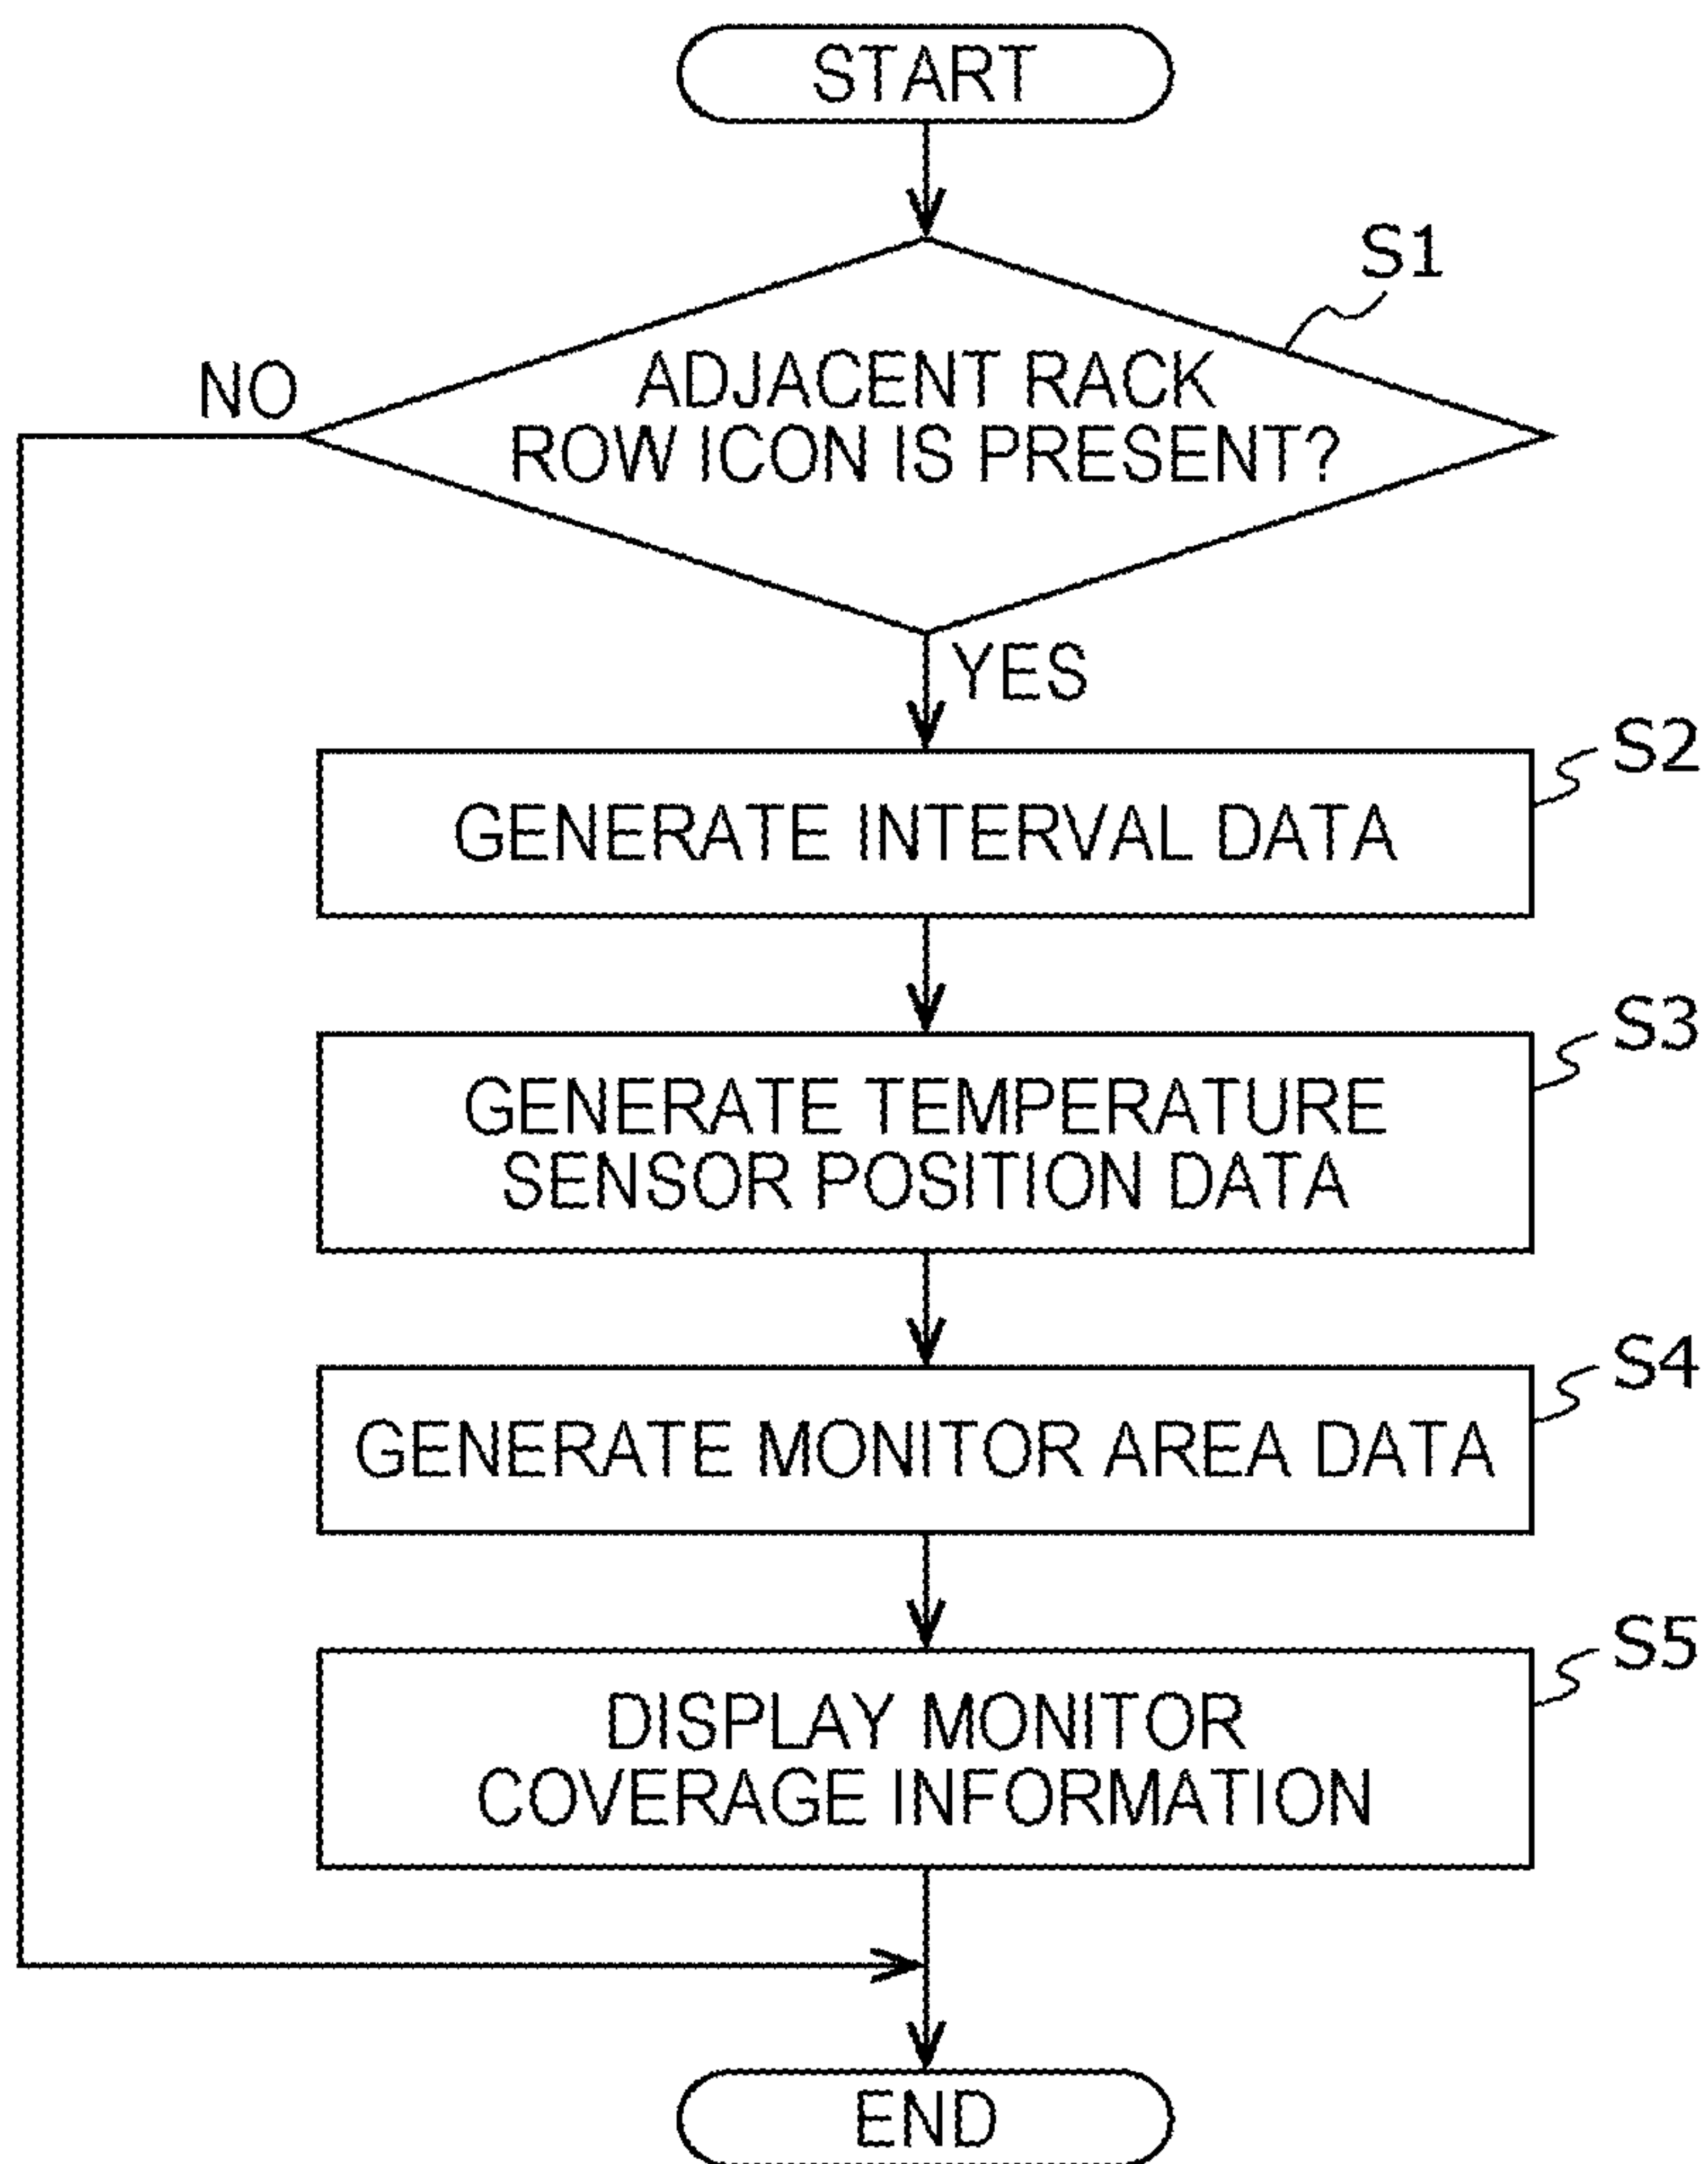 START
S1
ADJACENT RACK
ROW ICON IS PRESENT?
NO
YES
S2
GENERATE INTERVAL DATA
S3
GENERATE TEMPERATURE
SENSOR POSITION DATA
S4
GENERATE MONITOR AREA DATA
S5
DISPLAY MONITOR
COVERAGE INFORMATION
END